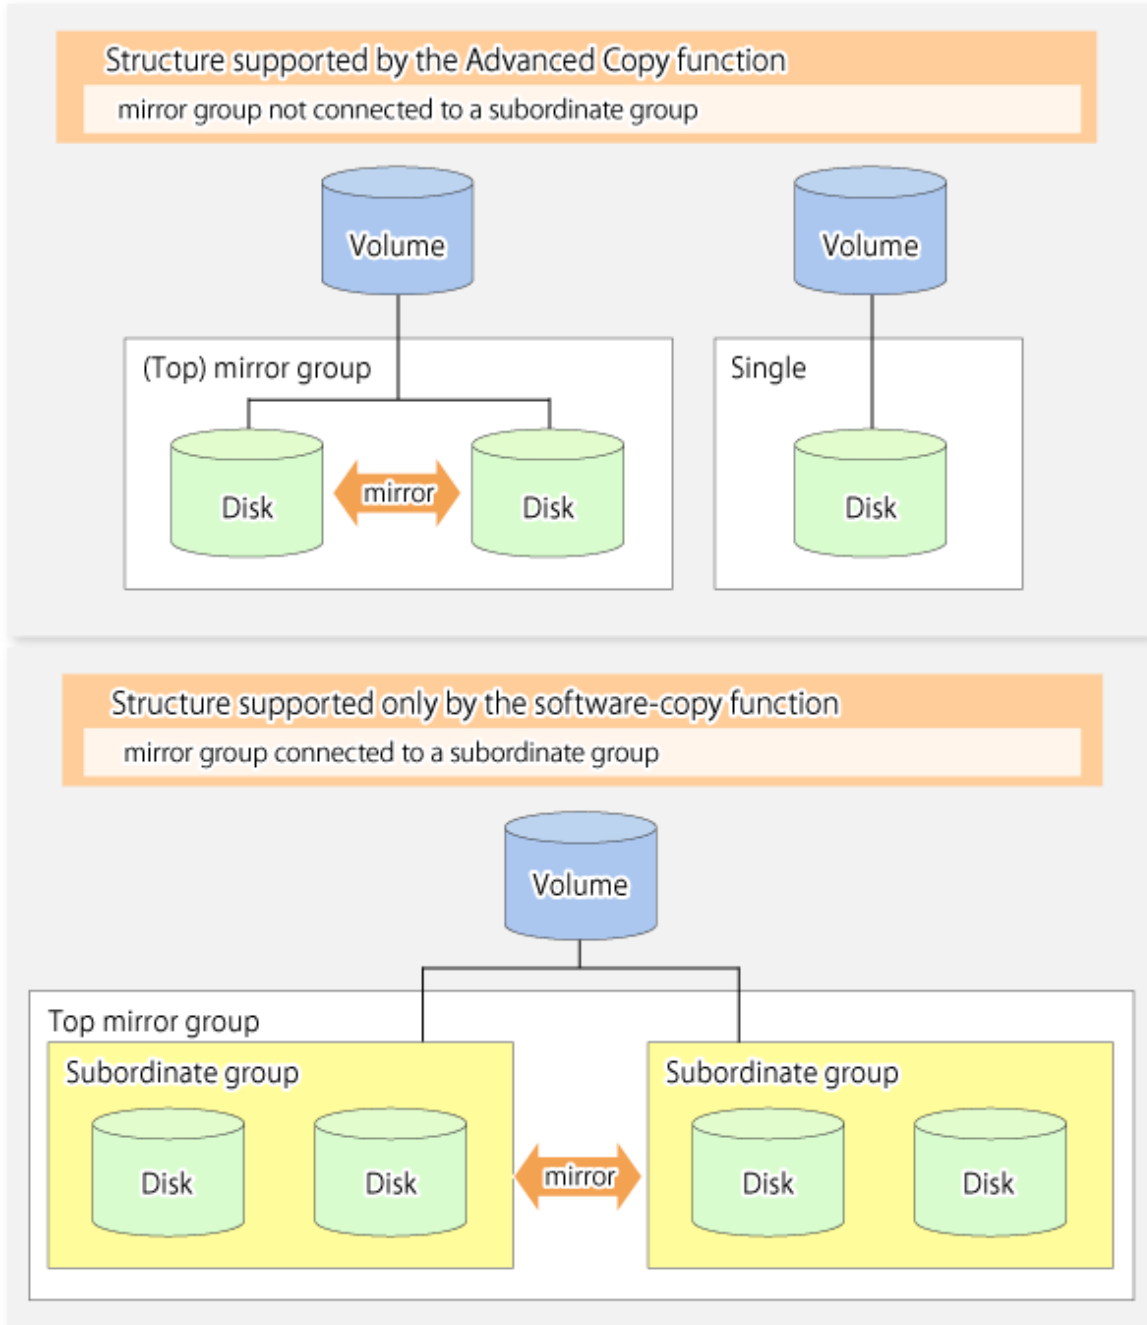 Structure supported by the Advanced Copy function
mirror group not connected to a subordinate group
Volume
Volume
(Top) mirror group
Single
Disk
mirror
Disk
Disk
Structure supported only by the software-copy function
mirror group connected to a subordinate group
Volume
Top mirror group
Subordinate group
Subordinate group
Disk
Disk
mirror
Disk
Disk